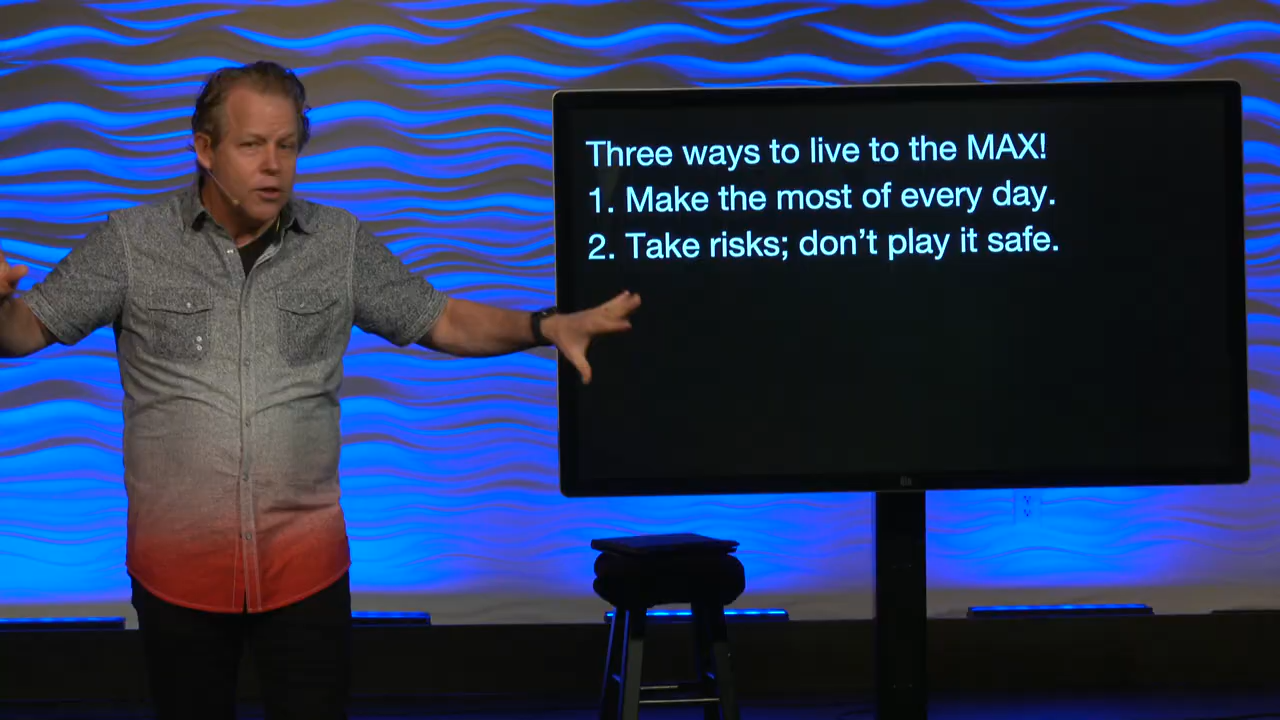 Three ways to live to the MAX!
1. Make the most of every day.
2. Take risks; don’t play it safe.